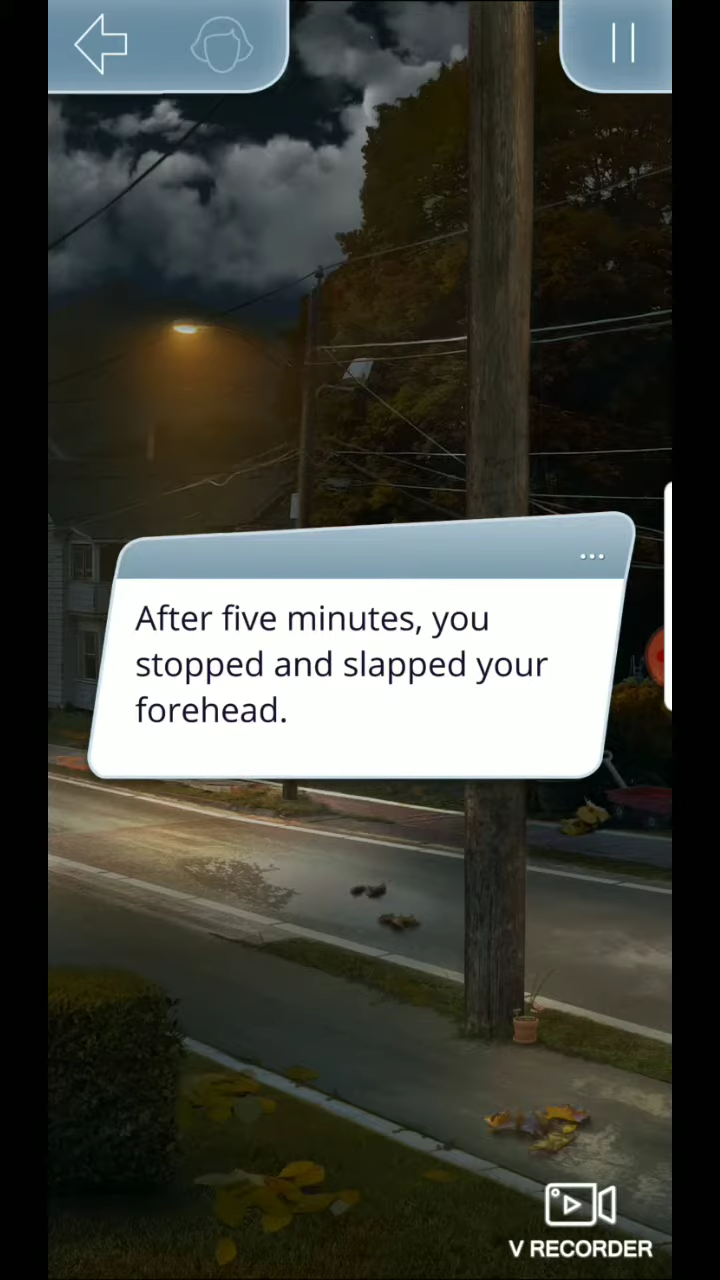 After five minutes, you
stopped and slapped your
forehead.
V RECORDER